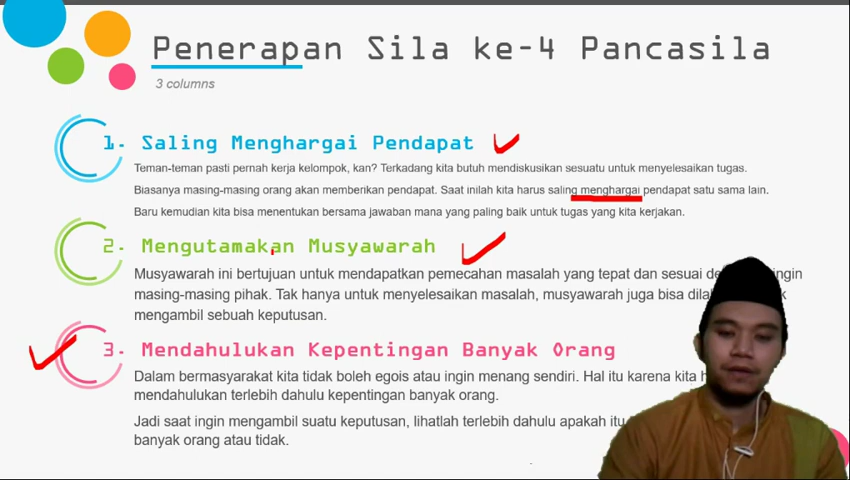 Penerapan Sila ke-4 Pancasila
3 columns
1. Saling Menghargai Pendapat
Teman-teman pasti pernah kerja kelompok, kan? Terkadang kita butuh mendiskusikan sesuatu untuk menyelesaikan tugas.
Biasanya masing-masing orang akan memberikan pendapat. Saat inilah kita harus saling menghargai pendapat satu sama lain.
Baru kemudian kita bisa menentukan bersama jawaban mana yang paling baik untuk tugas yang kita kerjakan.
2. Mengutamakan Musyawarah
Musyawarah ini bertujuan untuk mendapatkan pemecahan masalah yang tepat dan sesuai
masing-masing pihak. Tak hanya untuk menyelesaikan masalah, musyawarah juga bisa
mengambil sebuah keputusan.
3. Mendahulukan Kepentingan Banyak Orang
Dalam bermasyarakat kita tidak boleh egois atau ingin menang sendiri. Hal itu karena kita
mendahulukan terlebih dahulu kepentingan banyak orang.
Jadi saat ingin mengambil suatu keputusan, lihatlah terlebih dahulu apakah itu
banyak orang atau tidak.